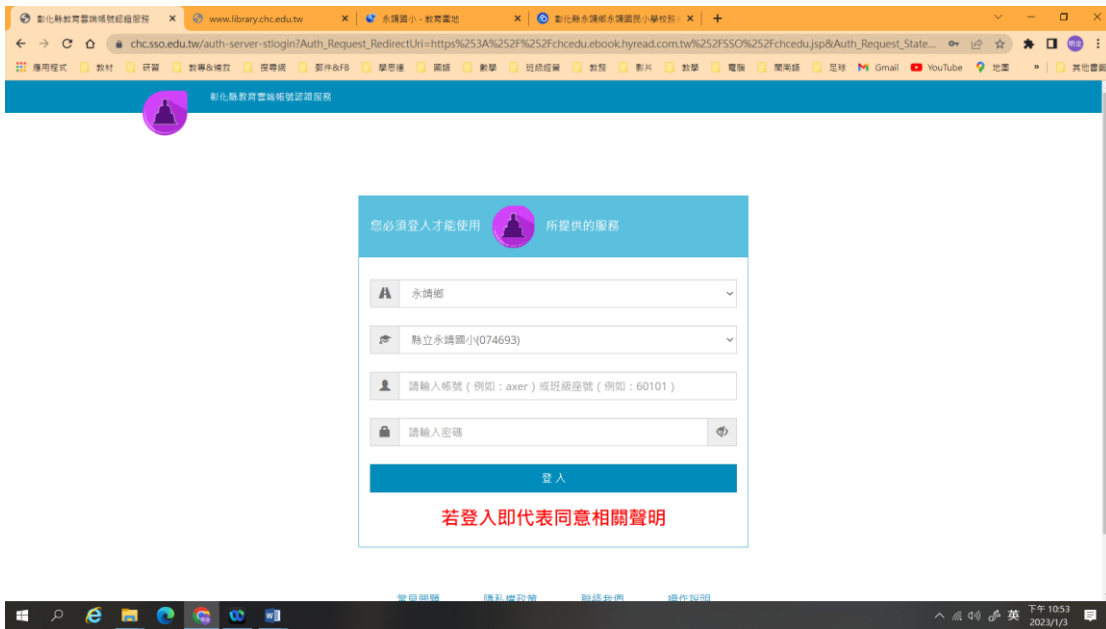 彰化縣教育雲端帳號認證服務
www.library.chc.edu.tw
永靖國小 - 教育園地
彰化縣永靖鄉永靖國民小學校務
chc.sso.edu.tw/auth-server-stlogin?Auth_Request_RedirectUri=https%253A%252F%252Fchcedu.ebook.hyread.com.tw%252FSSO%252Fchcedu.jsp&Auth_Request_State...
明全
應用程式 教材 研習 教專&補救 搜尋網 郵件&FB 學思達 國語 數學 班級經營 教務 影片 教學 電腦 閩南語 足球 Gmail YouTube 地圖 » 其他書籤
彰化縣教育雲端帳號認證服務
您必須登入才能使用 所提供的服務
永靖鄉
縣立永靖國小(074693)
請輸入帳號 ( 例如 : axer ) 或班級座號 ( 例如 : 60101 )
請輸入密碼
登入
若登入即代表同意相關聲明
常見問題 隱私權政策 聯絡我們 操作說明
英
下午 10:53
2023/1/3